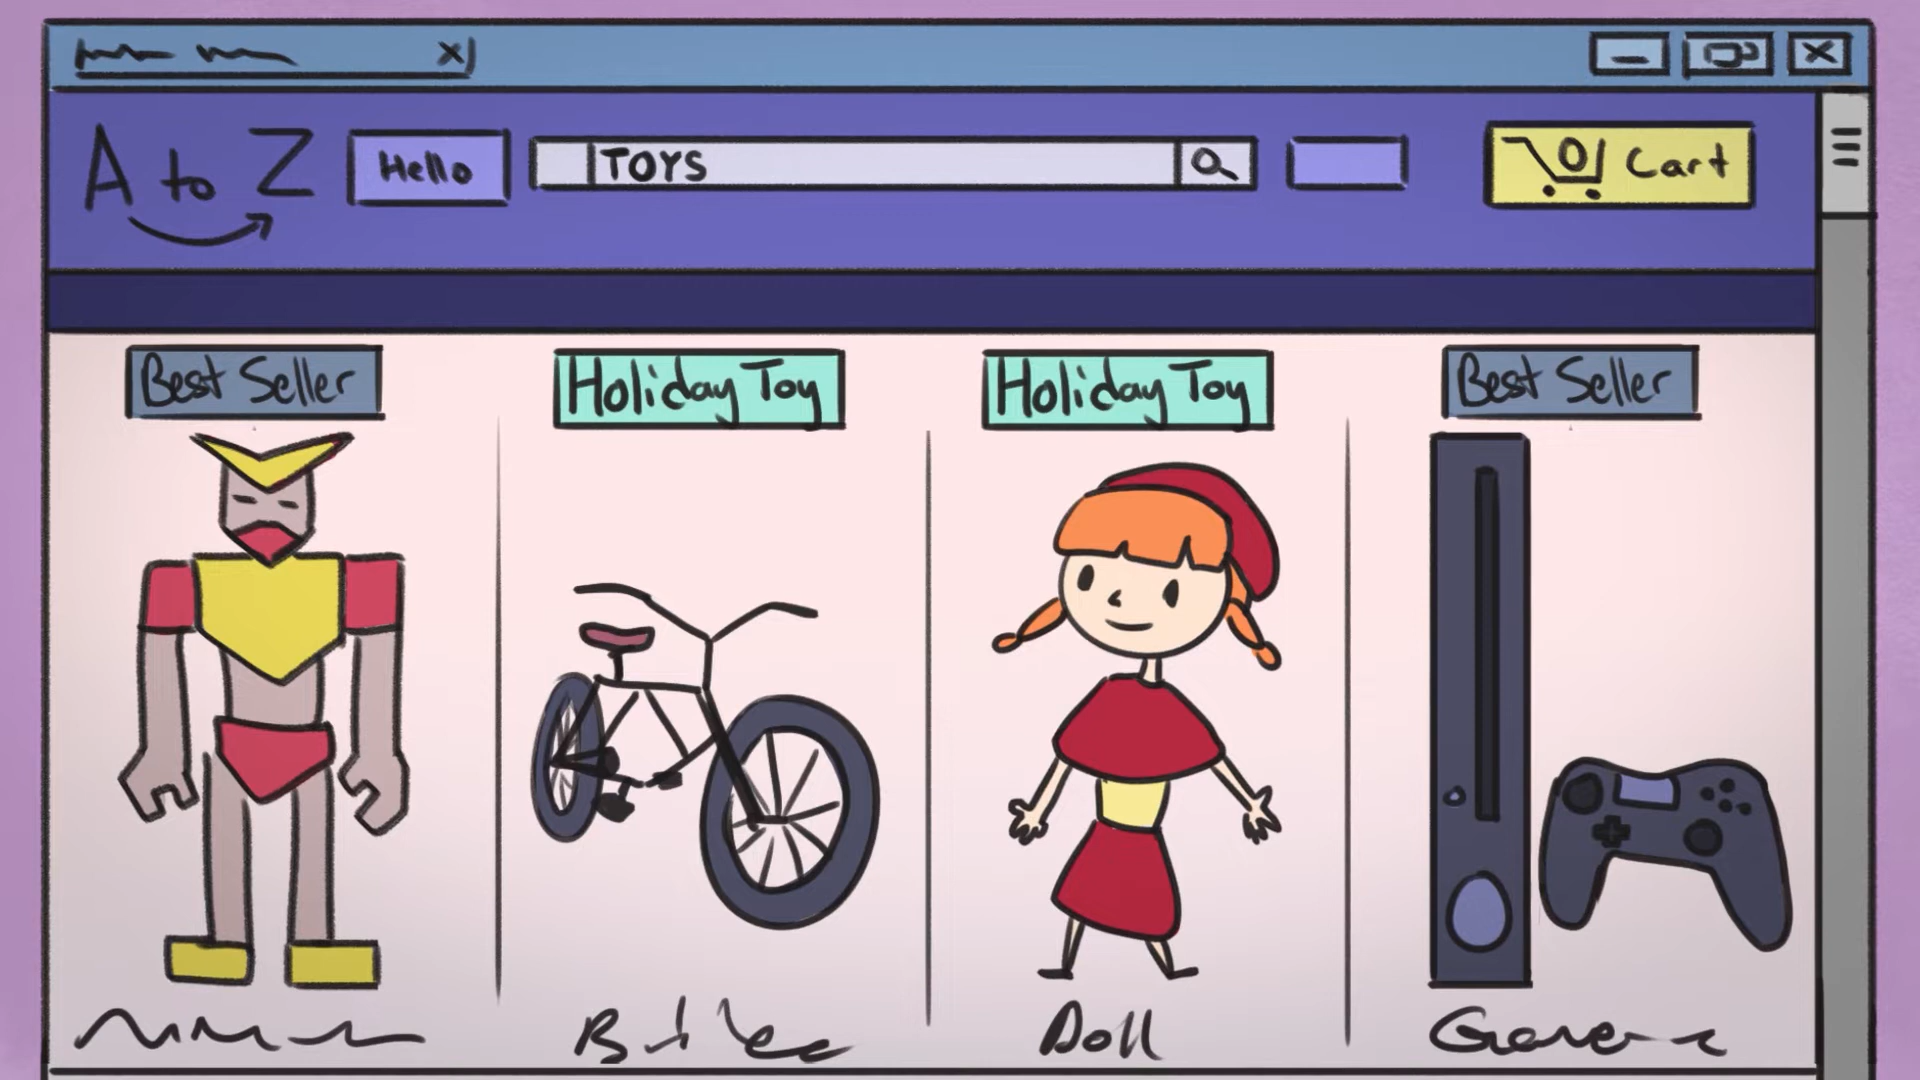 A to Z
Hello
TOYS
0 Cart
Best Seller
Holiday Toy
Holiday Toy
Best Seller
Doll